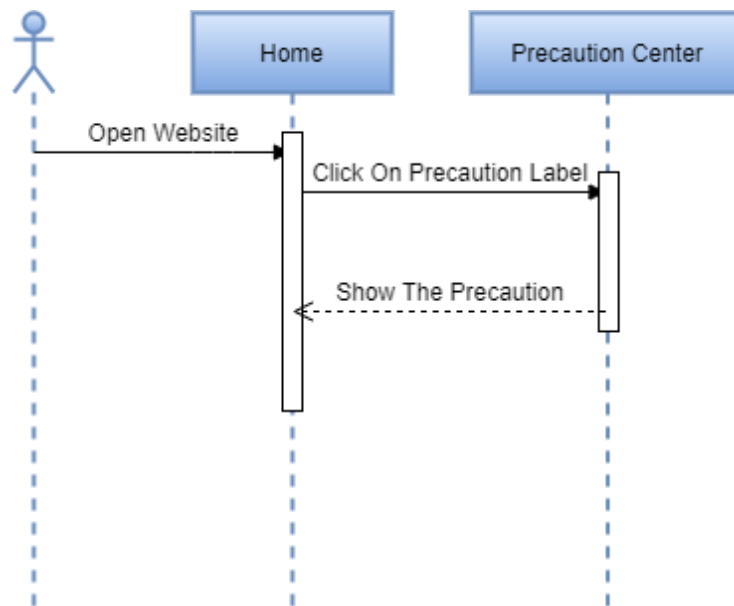 Home
Precaution Center
Open Website
Click On Precaution Label
Show The Precaution